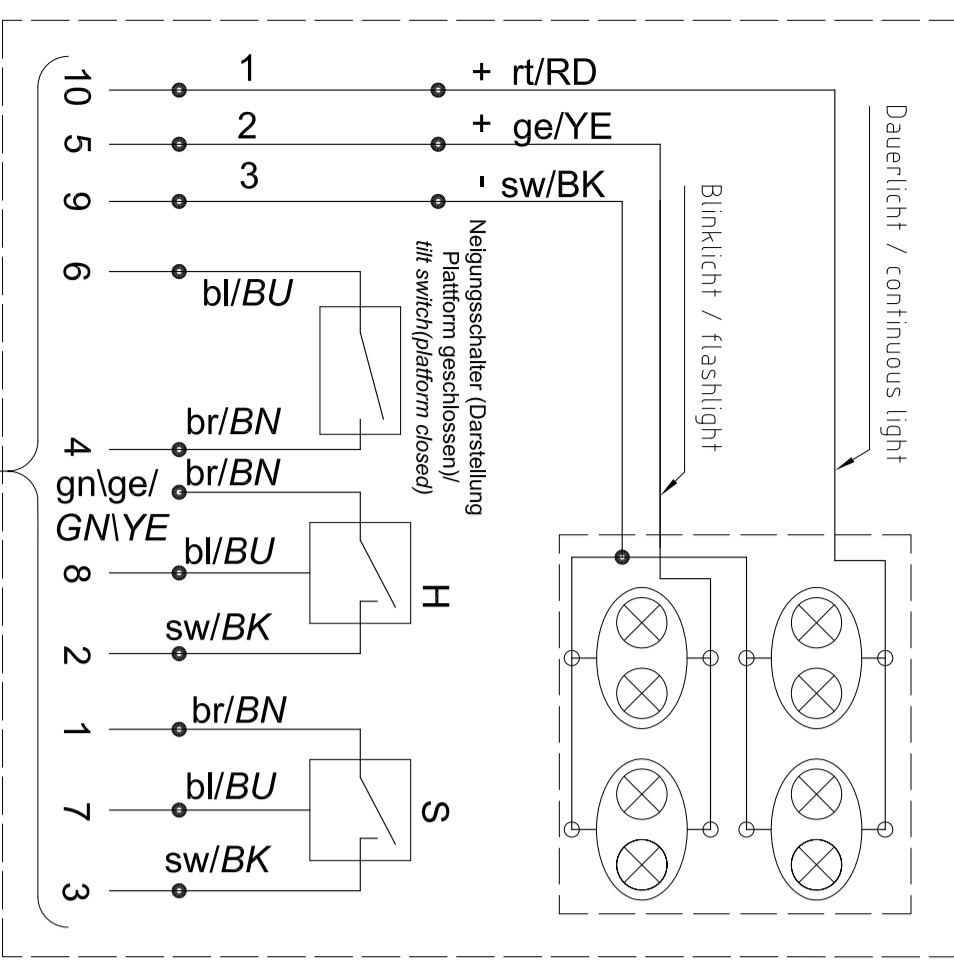 10
1
+ rt/RD
5
2
+ ge/YE
9
3
- sw/BK
6
bl/BU
Neigungsschalter (Darstellung
Plattform geschlossen)/
tilt switch(platform closed)
Blinklicht / flashlight
Dauerlicht / continuous light
br/BN
4
br/BN
gn\ge/
GN\YE
bl/BU
8
H
sw/BK
2
br/BN
1
bl/BU
7
S
sw/BK
3